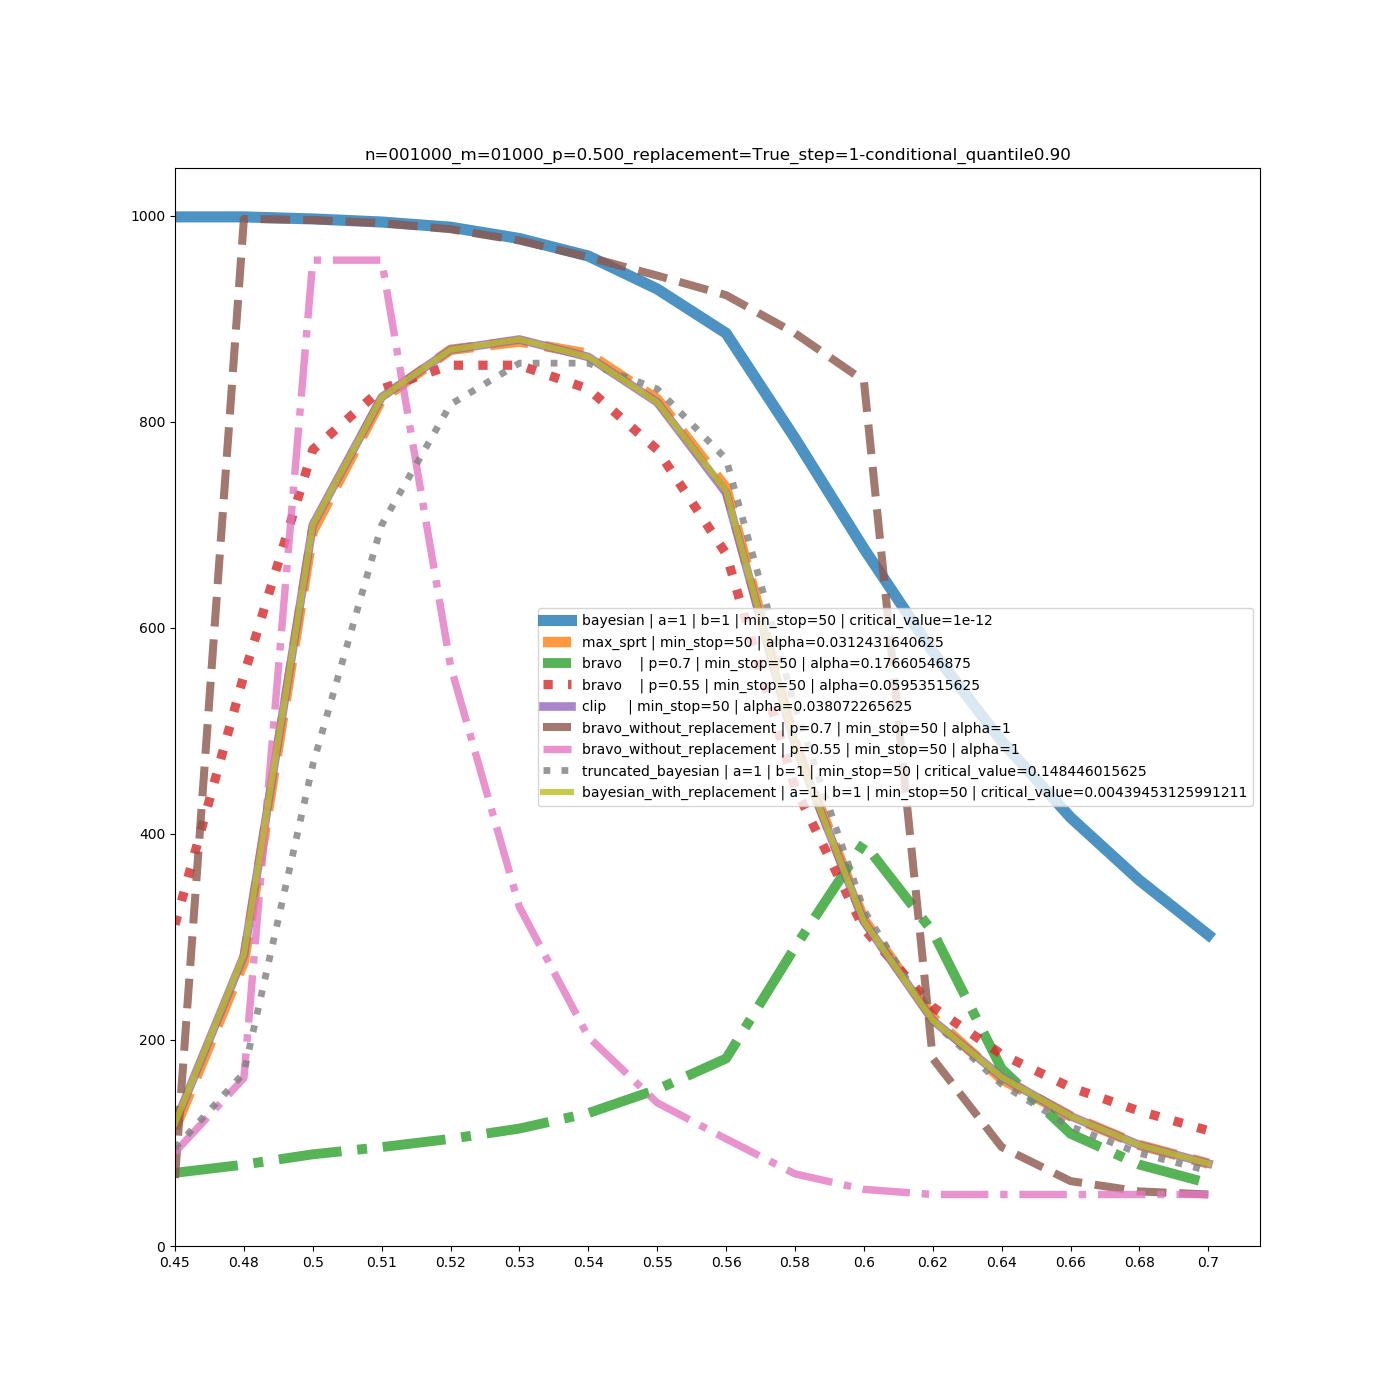 n=001000_m=01000_p=0.500_replacement=True_step=1-conditional_quantile0.90
1000
800
600
400
200
0
bayesian | a=1 | b=1 | min_stop=50 | critical_value=1e-12
max_sprt | min_stop=50 | alpha=0.0312431640625
bravo    | p=0.7 | min_stop=50 | alpha=0.17660546875
bravo    | p=0.55 | min_stop=50 | alpha=0.05953515625
clip     | min_stop=50 | alpha=0.038072265625
bravo_without_replacement | p=0.7 | min_stop=50 | alpha=1
bravo_without_replacement | p=0.55 | min_stop=50 | alpha=1
truncated_bayesian | a=1 | b=1 | min_stop=50 | critical_value=0.148446015625
bayesian_with_replacement | a=1 | b=1 | min_stop=50 | critical_value=0.00439453125991211
0.45 0.48 0.5 0.51 0.52 0.53 0.54 0.55 0.56 0.58 0.6 0.62 0.64 0.66 0.68 0.7